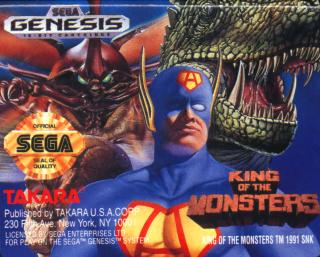 SEGA
GENESIS
16-BIT CARTRIDGE
OFFICIAL
SEGA
SEAL OF
QUALITY
A
KING
OF THE
MONSTERS
TAKARA
Published by TAKARA U.S.A. CORP.
230 Fifth Ave. New York, NY 10001
LICENSED BY SEGA ENTERPRISES LTD.
FOR PLAY ON THE SEGA™ GENESIS™ SYSTEM
KING OF THE MONSTERS TM 1991 SNK